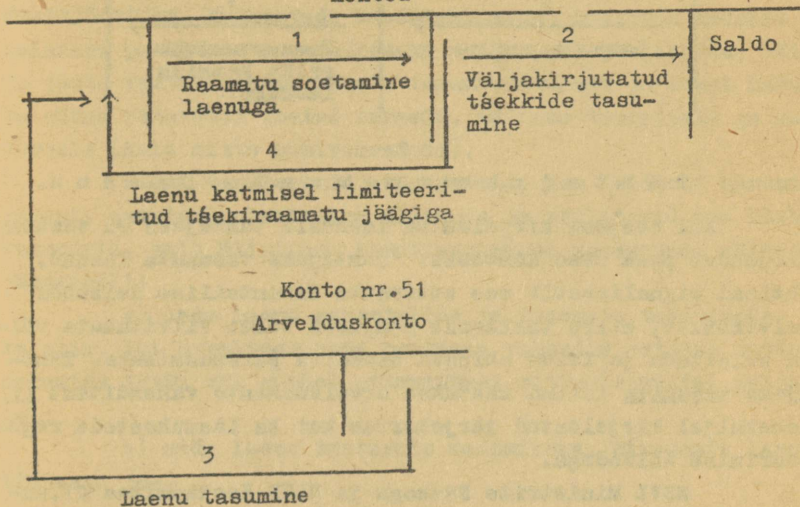 1
Raamatu soetamine
laenuga
2
Väljakirjutatud
tšekkide tasu-
mine
Saldo
4
Laenu katmisel limiteeri-
tud tšekiraamatu jäägiga
Konto nr.51
Arvelduskonto
3
Laenu tasumine